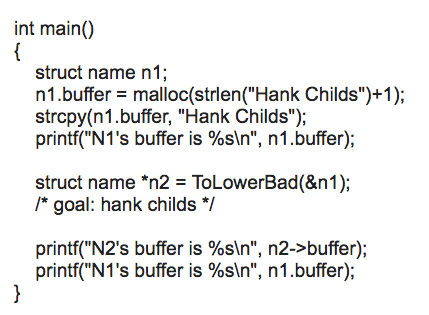 int main()
{
struct name n1;
n1.buffer = malloc(strlen("Hank Childs")+1);
strcpy(n1.buffer, "Hank Childs");
printf("N1's buffer is %s\n", n1.buffer);
struct name *n2 = ToLowerBad(&n1);
/* goal: hank childs */
printf("N2's buffer is %s\n", n2->buffer);
printf("N1's buffer is %s\n", n1.buffer);
}